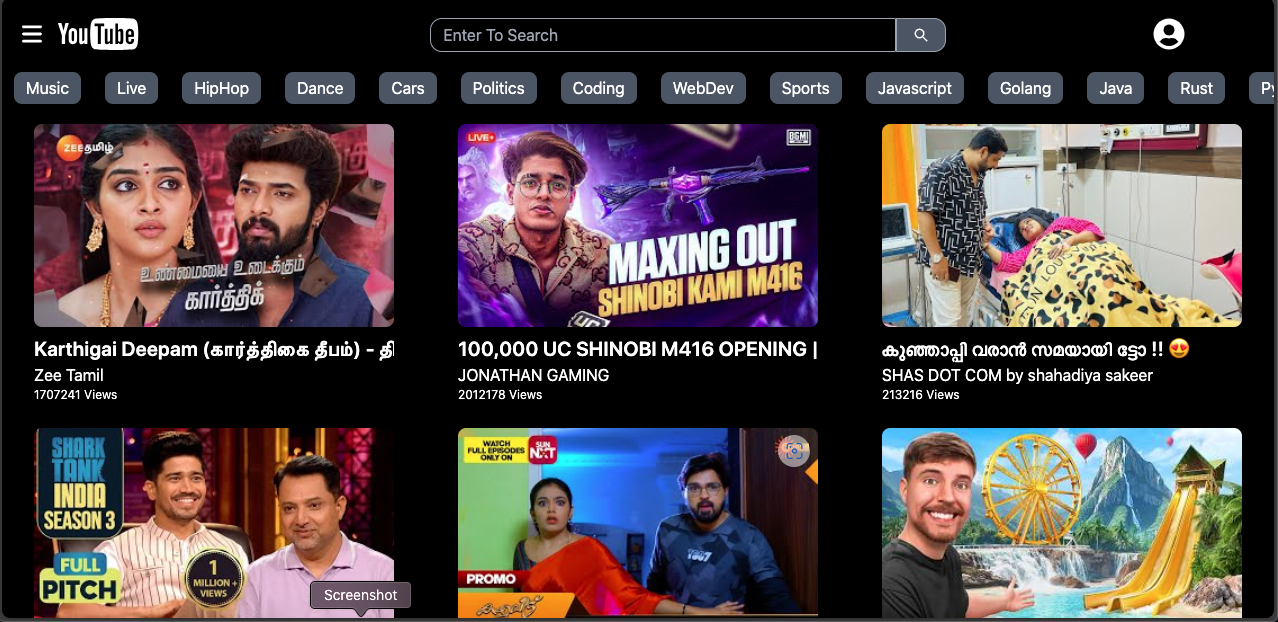 YouTube
Enter To Search
Music
Live
HipHop
Dance
Cars
Politics
Coding
WebDev
Sports
Javascript
Golang
Java
Rust
Py
ZEE தமிழ்
உண்மையை உடைக்கும்
கார்த்திக்
LIVE
BGMI
MAXING OUT
SHINOBI KAMI M416
Karthigai Deepam (கார்த்திகை தீபம்) - தி
Zee Tamil
1707241 Views
100,000 UC SHINOBI M416 OPENING |
JONATHAN GAMING
2012178 Views
കുഞ്ഞാപ്പി വരാൻ സമയായി ട്ടോ !! 😍
SHAS DOT COM by shahadiya sakeer
213216 Views
SHARK
TANK
INDIA
SEASON 3
FULL
PITCH
1
MILLION+
VIEWS
WATCH
FULL EPISODES
ONLY ON
SUN
NXT
PROMO
Screenshot